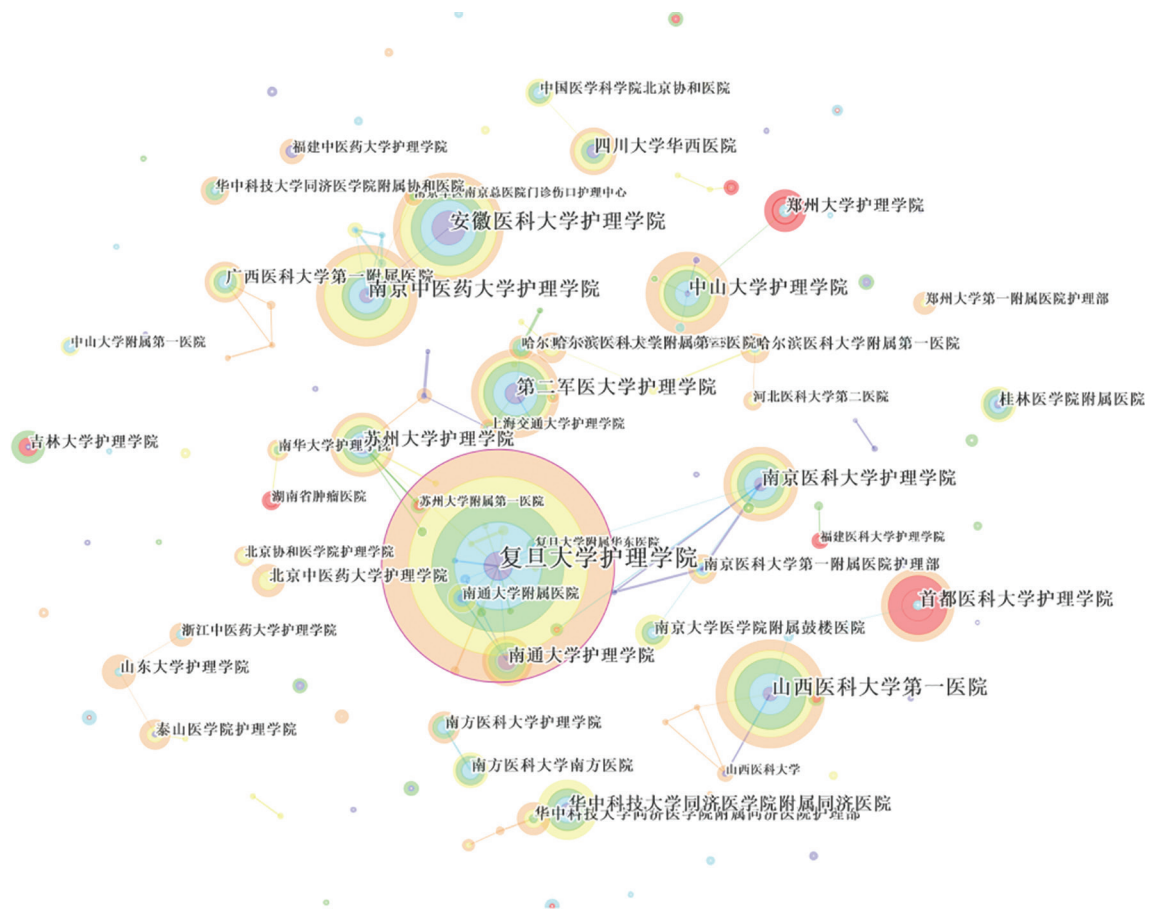 中国医学科学院北京协和医院
四川大学华西医院
福建中医药大学护理学院
华中科技大学同济医学院附属协和医院
南京总医院门诊伤口护理中心
郑州大学护理学院
安徽医科大学护理学院
广西医科大学第一附属医院
南京中医药大学护理学院
中山大学护理学院
郑州大学第一附属医院护理部
中山大学附属第一医院
哈尔滨医科大学附属第一医院
第二军医大学护理学院
河北医科大学第二医院
桂林医学院附属医院
上海交通大学护理学院
吉林大学护理学院
南华大学护理学院
苏州大学护理学院
南京医科大学护理学院
湖南省肿瘤医院
苏州大学附属第一医院
福建医科大学护理学院
复旦大学附属华东医院
北京协和医学院护理学院
复旦大学护理学院
南京医科大学第一附属医院护理部
北京中医药大学护理学院
南通大学附属医院
首都医科大学护理学院
浙江中医药大学护理学院
南京大学医学院附属鼓楼医院
山东大学护理学院
南通大学护理学院
山西医科大学第一医院
南方医科大学护理学院
泰山医学院护理学院
南方医科大学南方医院
山西医科大学
华中科技大学同济医学院附属同济医院
华中科技大学同济医学院附属同济医院护理部